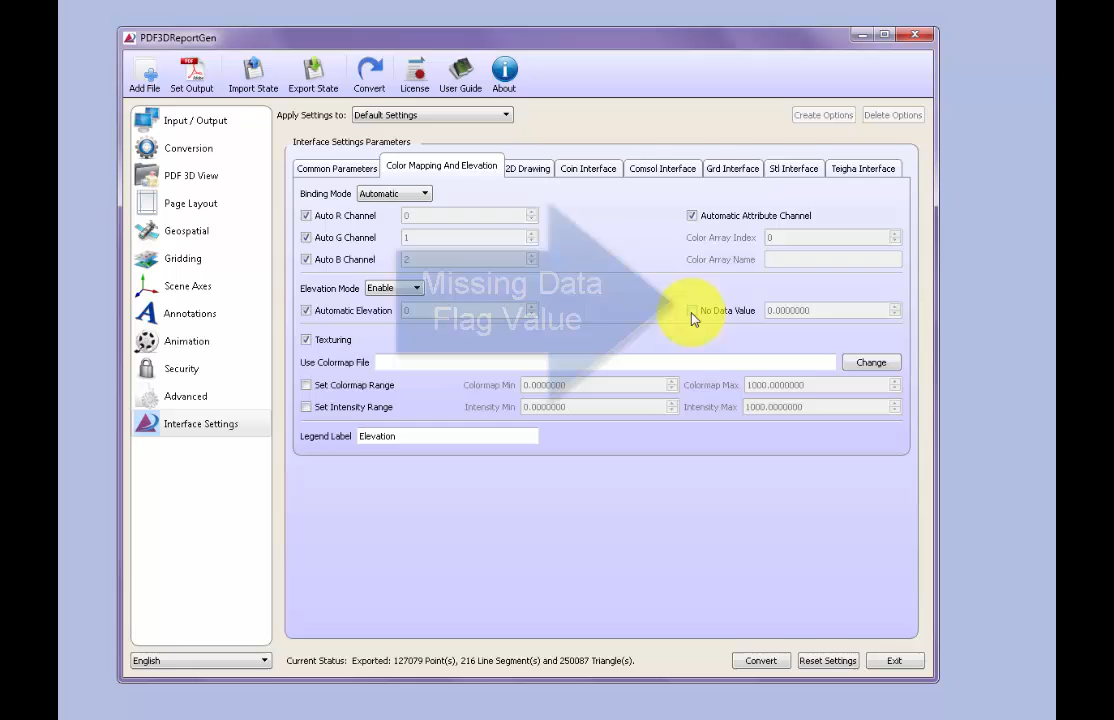 PDF3DReportGen
Add File Set Output Import State Export State Convert License User Guide About
Apply Settings to: Default Settings Create Options Delete Options
Input / Output
Conversion
PDF 3D View
Page Layout
Geospatial
Gridding
Scene Axes
Annotations
Animation
Security
Advanced
Interface Settings
Interface Settings Parameters
Common Parameters Color Mapping And Elevation 2D Drawing Coin Interface Comsol Interface Grd Interface Stl Interface Teigha Interface
Binding Mode Automatic
Auto R Channel 0 Automatic Attribute Channel
Auto G Channel 1 Color Array Index 0
Auto B Channel 2 Color Array Name
Elevation Mode Enable
Automatic Elevation 0 No Data Value 0.0000000
Missing Data
Flag Value
Texturing
Use Colormap File Change
Set Colormap Range Colormap Min 0.0000000 Colormap Max 1000.0000000
Set Intensity Range Intensity Min 0.0000000 Intensity Max 1000.0000000
Legend Label Elevation
English Current Status: Exported: 127079 Point(s), 216 Line Segment(s) and 250087 Triangle(s). Convert Reset Settings Exit